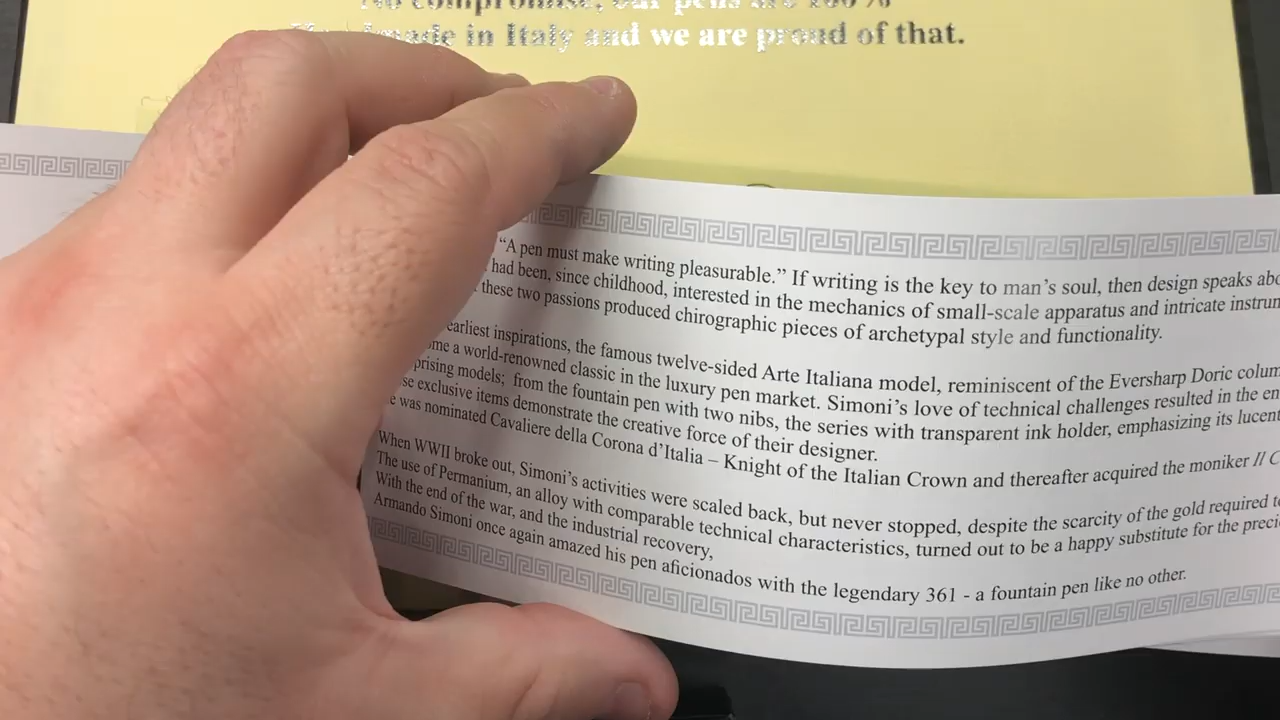 No compromise, our pens are 100%
made in Italy and we are proud of that.
“A pen must make writing pleasurable.” If writing is the key to man’s soul, then design speaks
had been, since childhood, interested in the mechanics of small-scale apparatus and intricate
these two passions produced chirographic pieces of archetypal style and functionality.
earliest inspirations, the famous twelve-sided Arte Italiana model, reminiscent of the Eversharp Doric
a world-renowned classic in the luxury pen market. Simoni’s love of technical challenges resulted in the
models; from the fountain pen with two nibs, the series with transparent ink holder, emphasizing its
exclusive items demonstrate the creative force of their designer.
was nominated Cavaliere della Corona d’Italia – Knight of the Italian Crown and thereafter acquired the moniker Il
When WWII broke out, Simoni’s activities were scaled back, but never stopped, despite the scarcity of the gold required
The use of Permanium, an alloy with comparable technical characteristics, turned out to be a happy substitute for the
With the end of the war, and the industrial recovery,
Armando Simoni once again amazed his pen aficionados with the legendary 361 - a fountain pen like no other.